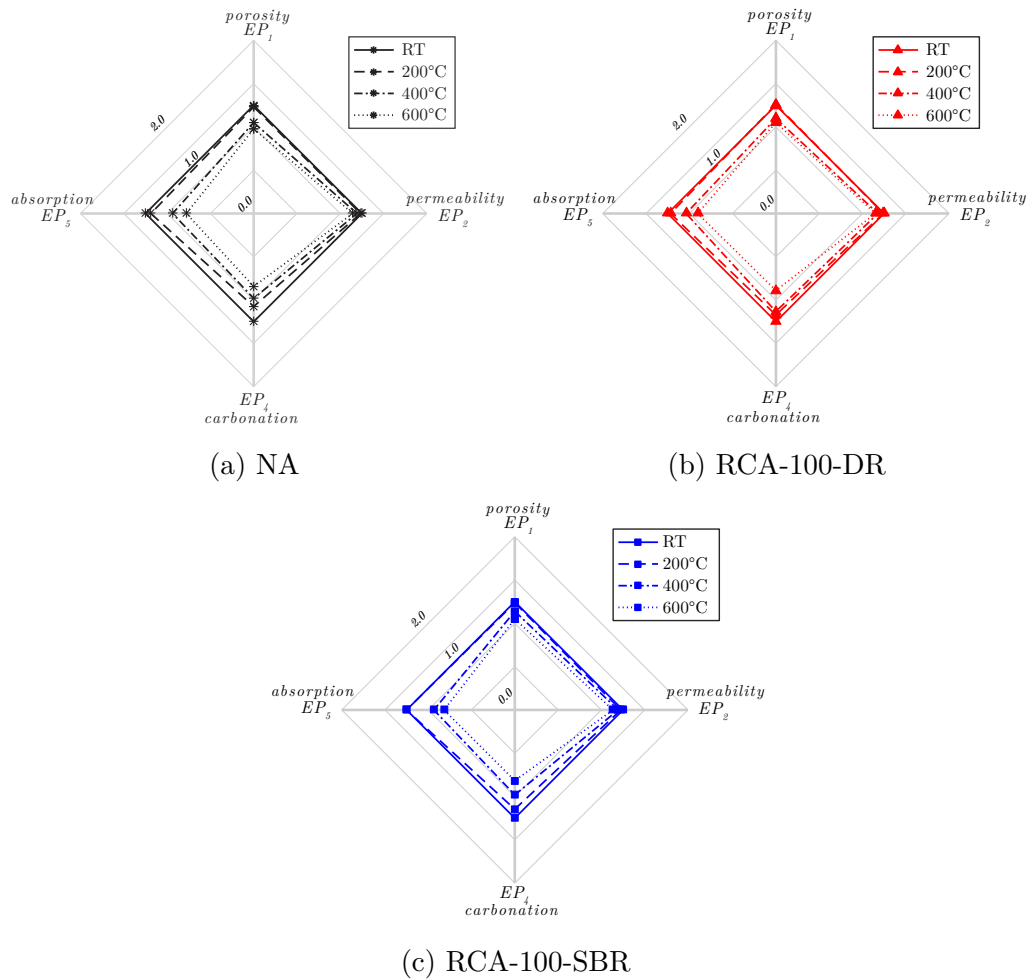 porosity
EP1
RT
200°C
400°C
600°C
2.0
1.0
0.0
absorption
EP5
permeability
EP2
EP4
carbonation
(a) NA
porosity
EP1
RT
200°C
400°C
600°C
2.0
1.0
0.0
absorption
EP5
permeability
EP2
EP4
carbonation
(b) RCA-100-DR
porosity
EP1
RT
200°C
400°C
600°C
2.0
1.0
0.0
absorption
EP5
permeability
EP2
EP4
carbonation
(c) RCA-100-SBR